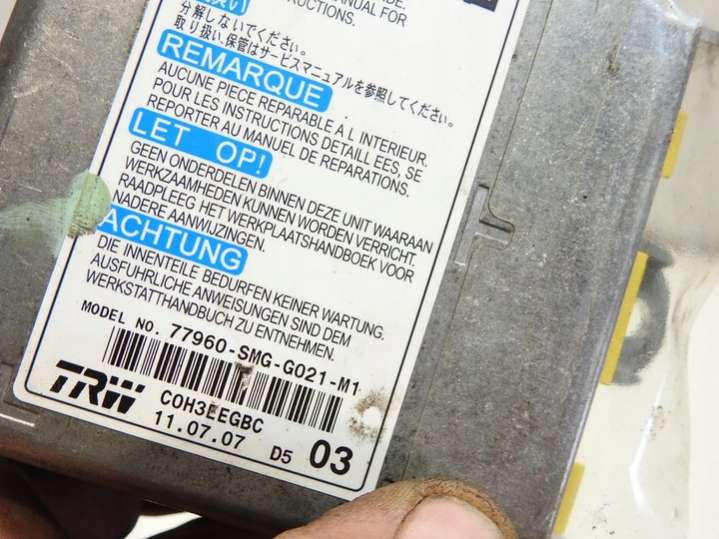 MANUAL FOR
INSTRUCTIONS.
扱い
分解しないでください。
取り扱い、保管はサービスマニュアルを参照してください。
REMARQUE
AUCUNE PIECE REPARABLE A L INTERIEUR.
POUR LES INSTRUCTIONS DETAILL EES, SE
REPORTER AU MANUEL DE REPARATIONS.
LET OP!
GEEN ONDERDELEN BINNEN DEZE UNIT WAARAAN
WERKZAAMHEDEN KUNNEN WORDEN VERRICHT.
RAADPLEEG HET WERKPLAATSHANDBOEK VOOR
NADERE AANWIJZINGEN.
ACHTUNG
DIE INNENTEILE BEDURFEN KEINER WARTUNG.
AUSFUHRLICHE ANWEISUNGEN SIND DEM
WERKSTATTHANDBUCH ZU ENTNEHMEN.
MODEL NO. 77960-SMG-G021-M1
TRW
C0H3EEGBC
11.07.07 D5 03